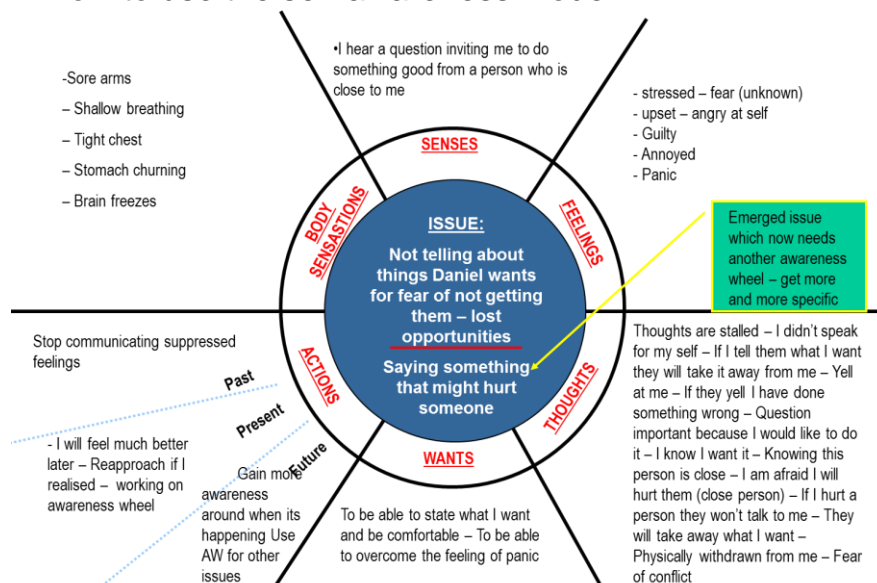 •I hear a question inviting me to do
something good from a person who is
close to me
-Sore arms
– Shallow breathing
– Tight chest
– Stomach churning
– Brain freezes
- stressed – fear (unknown)
- upset – angry at self
- Guilty
- Annoyed
- Panic
SENSES
BODY
SENSASTIONS
FEELINGS
ISSUE:
Not telling about
things Daniel wants
for fear of not getting
them – lost
opportunities
Saying something
that might hurt
someone
Emerged issue
which now needs
another awareness
wheel – get more
and more specific
ACTIONS
THOUGHTS
WANTS
Stop communicating suppressed
feelings
Past
Present
Future
- I will feel much better
later – Reapproach if I
realised – working on
awareness wheel
Gain more
awareness
around when its
happening Use
AW for other
issues
To be able to state what I want
and be comfortable – To be able
to overcome the feeling of panic
Thoughts are stalled – I didn't speak
for my self – If I tell them what I want
they will take it away from me – Yell
at me – If they yell I have done
something wrong – Question
important because I would like to do
it – I know I want it – Knowing this
person is close – I am afraid I will
hurt them (close person) – If I hurt a
person they won't talk to me – They
will take away what I want –
Physically withdrawn from me – Fear
of conflict